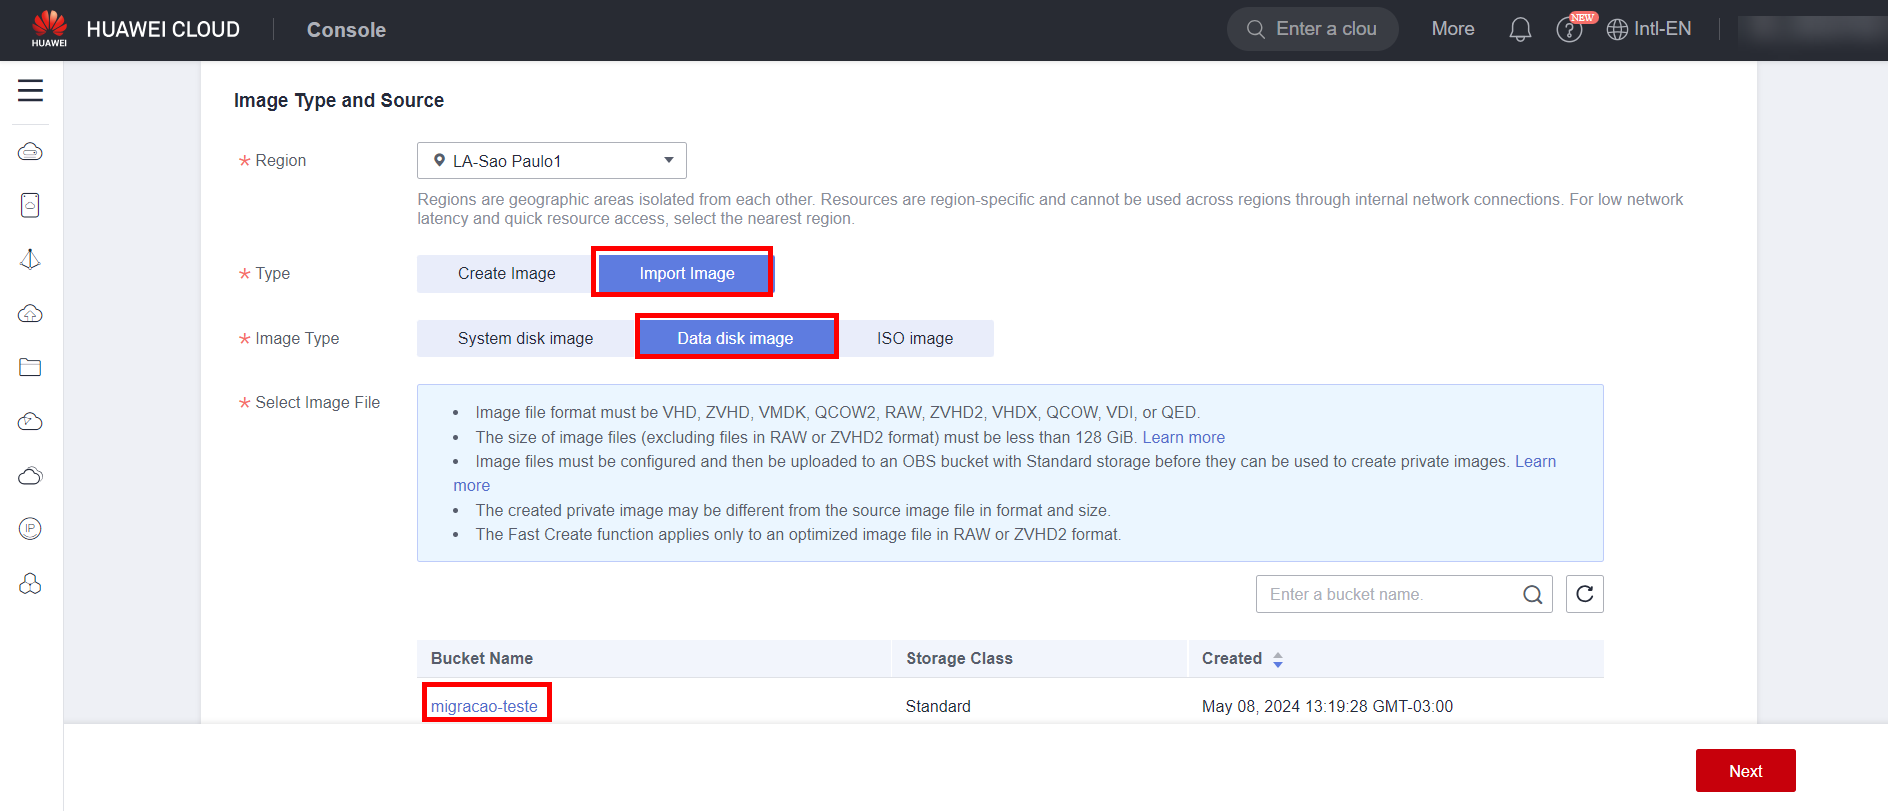 HUAWEI
HUAWEI CLOUD
Console
Enter a clou
More
NEW
Intl-EN
Image Type and Source
* Region
LA-Sao Paulo1
Regions are geographic areas isolated from each other. Resources are region-specific and cannot be used across regions through internal network connections. For low network
latency and quick resource access, select the nearest region.
* Type
Create Image
Import Image
* Image Type
System disk image
Data disk image
ISO image
* Select Image File
• Image file format must be VHD, ZVHD, VMDK, QCOW2, RAW, ZVHD2, VHDX, QCOW, VDI, or QED.
• The size of image files (excluding files in RAW or ZVHD2 format) must be less than 128 GiB. Learn more
• Image files must be configured and then be uploaded to an OBS bucket with Standard storage before they can be used to create private images. Learn
more
• The created private image may be different from the source image file in format and size.
• The Fast Create function applies only to an optimized image file in RAW or ZVHD2 format.
IP
Enter a bucket name.
Bucket Name
Storage Class
Created
migracao-teste
Standard
May 08, 2024 13:19:28 GMT-03:00
Next